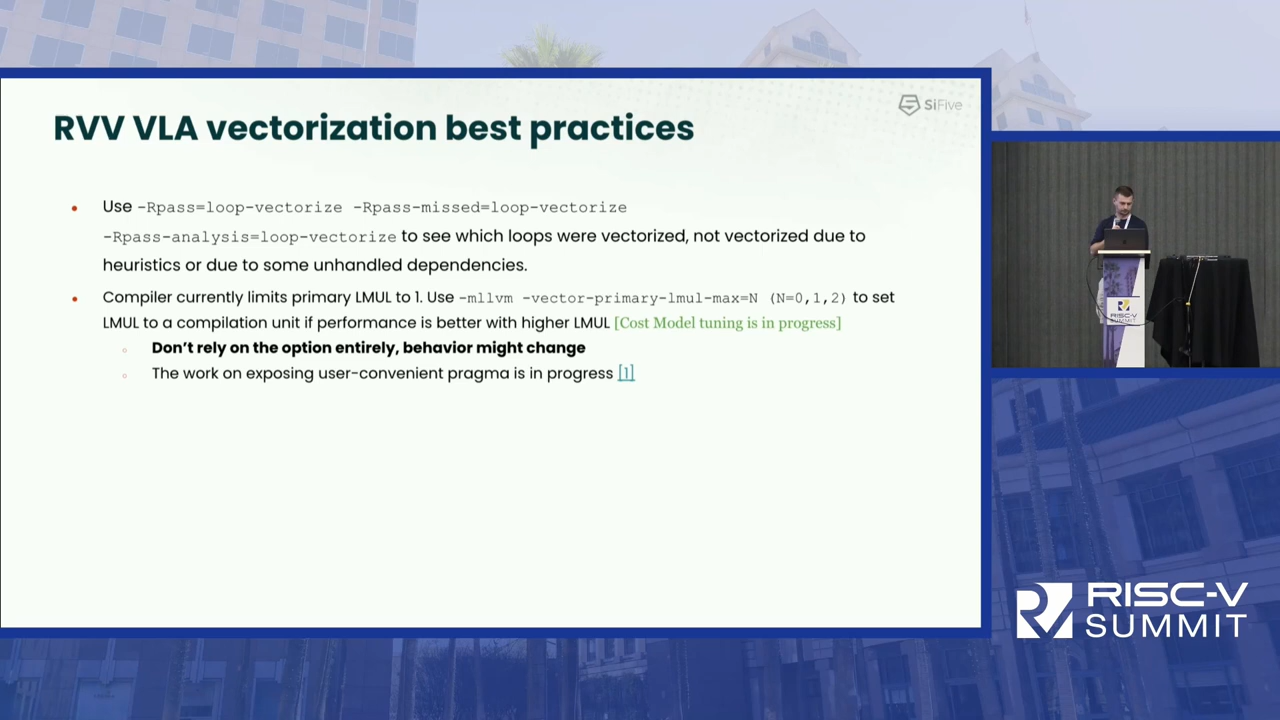 SiFive
RVV VLA vectorization best practices
• Use -Rpass=loop-vectorize -Rpass-missed=loop-vectorize
-Rpass-analysis=loop-vectorize to see which loops were vectorized, not vectorized due to
heuristics or due to some unhandled dependencies.
• Compiler currently limits primary LMUL to 1. Use -mllvm -vector-primary-lmul-max=N (N=0,1,2) to set
LMUL to a compilation unit if performance is better with higher LMUL [Cost Model tuning is in progress]
○ Don’t rely on the option entirely, behavior might change
○ The work on exposing user-convenient pragma is in progress [1]
RISC-V
SUMMIT